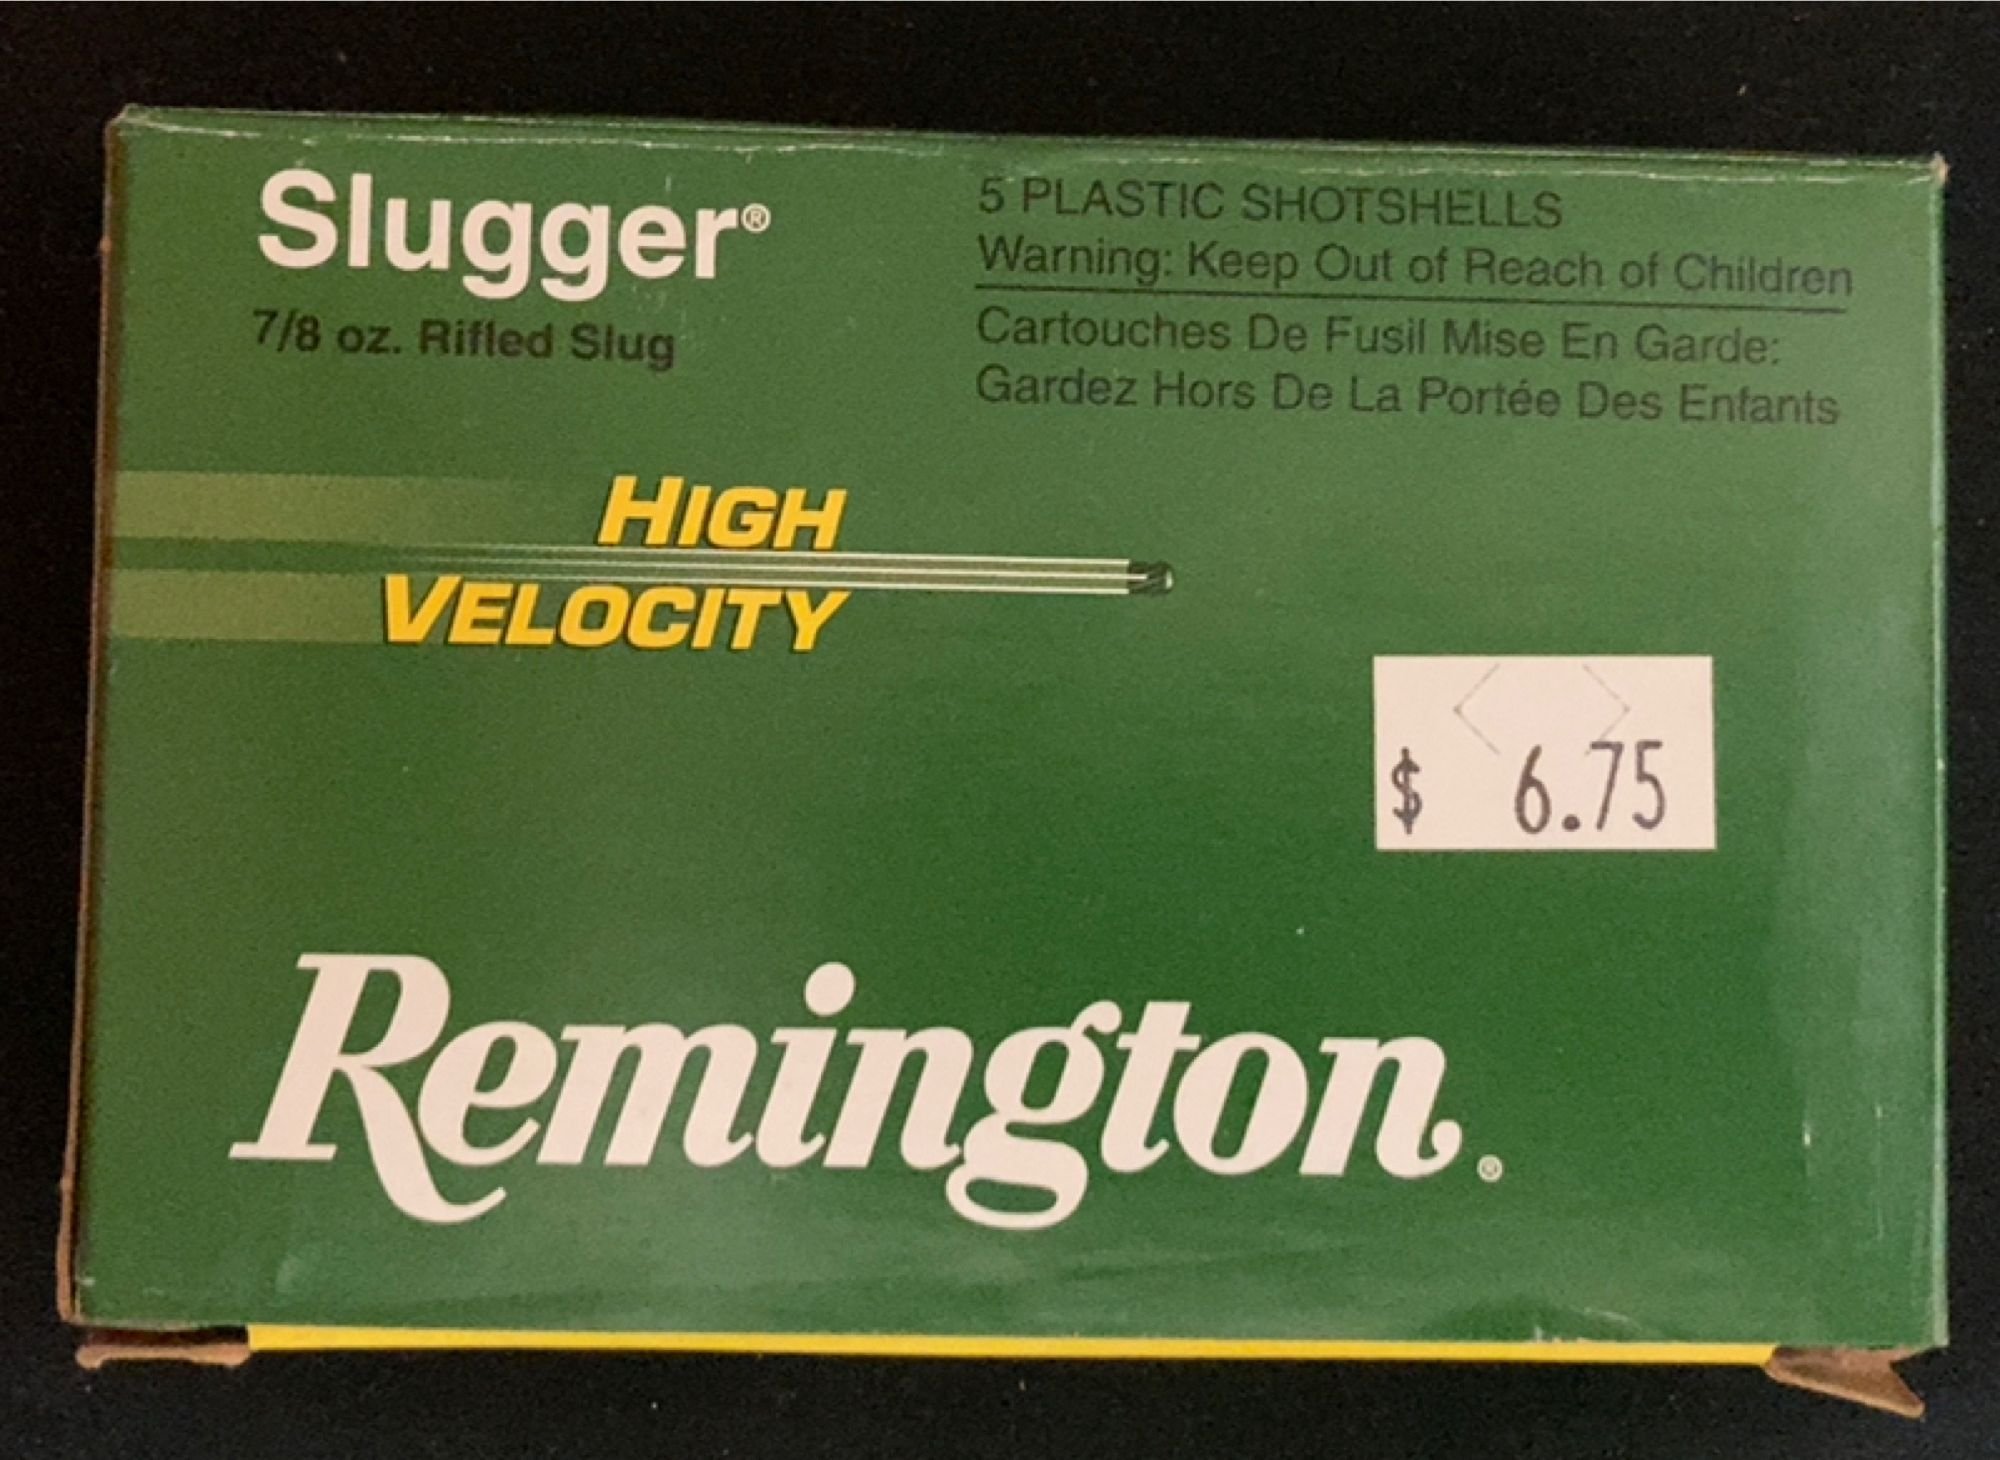 Slugger®
7/8 oz. Rifled Slug
5 PLASTIC SHOTSHELLS
Warning: Keep Out of Reach of Children
Cartouches De Fusil Mise En Garde:
Gardez Hors De La Portée Des Enfants
HIGH
VELOCITY
$ 6.75
Remington®